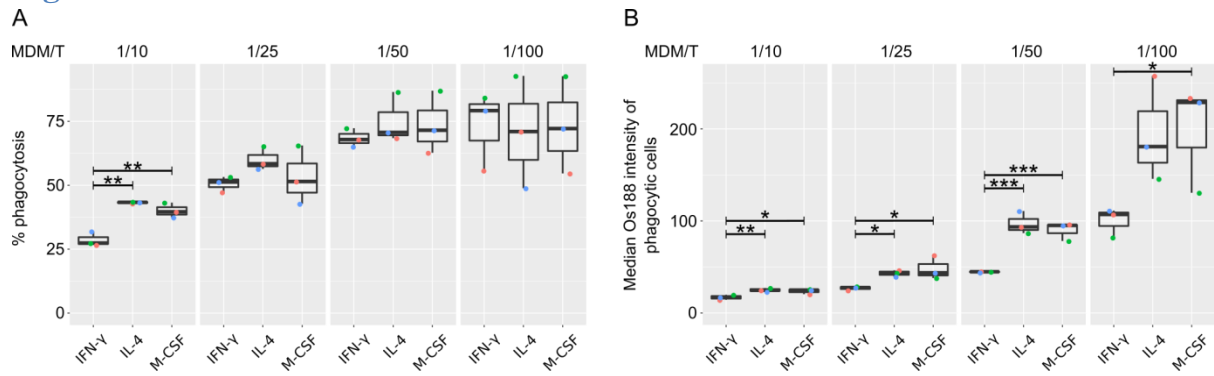 A
MDM/T 1/10 1/25 1/50 1/100
% phagocytosis
75
50
25
0
** **
IFN-γ IL-4 M-CSF IFN-γ IL-4 M-CSF IFN-γ IL-4 M-CSF IFN-γ IL-4 M-CSF
B
MDM/T 1/10 1/25 1/50 1/100
Median Os188 intensity of
phagocytic cells
200
100
0
* ** * * *** *** *
IFN-γ IL-4 M-CSF IFN-γ IL-4 M-CSF IFN-γ IL-4 M-CSF IFN-γ IL-4 M-CSF